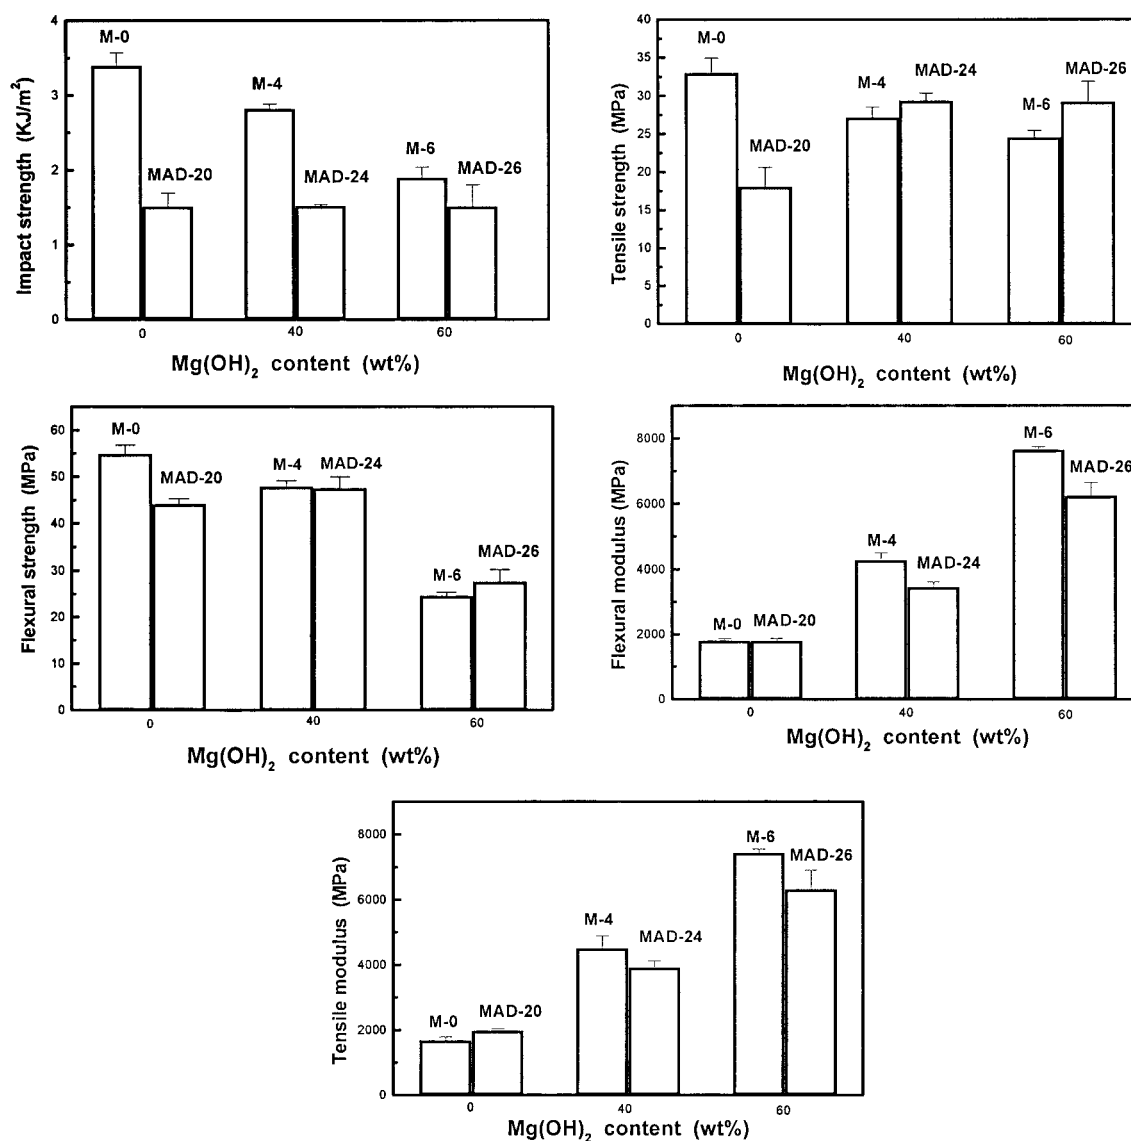 Impact strength (KJ/m²)
4
3
2
1
0
M-0
MAD-20
M-4
MAD-24
M-6
MAD-26
0 40 60
Mg(OH)₂ content (wt%)
Tensile strength (MPa)
40
35
30
25
20
15
10
5
0
M-0
MAD-20
M-4
MAD-24
M-6
MAD-26
0 40 60
Mg(OH)₂ content (wt%)
Flexural strength (MPa)
60
50
40
30
20
10
0
M-0
MAD-20
M-4
MAD-24
M-6
MAD-26
0 40 60
Mg(OH)₂ content (wt%)
Flexural modulus (MPa)
8000
6000
4000
2000
0
M-0
MAD-20
M-4
MAD-24
M-6
MAD-26
0 40 60
Mg(OH)₂ content (wt%)
Tensile modulus (MPa)
8000
6000
4000
2000
0
M-0
MAD-20
M-4
MAD-24
M-6
MAD-26
0 40 60
Mg(OH)₂ content (wt%)